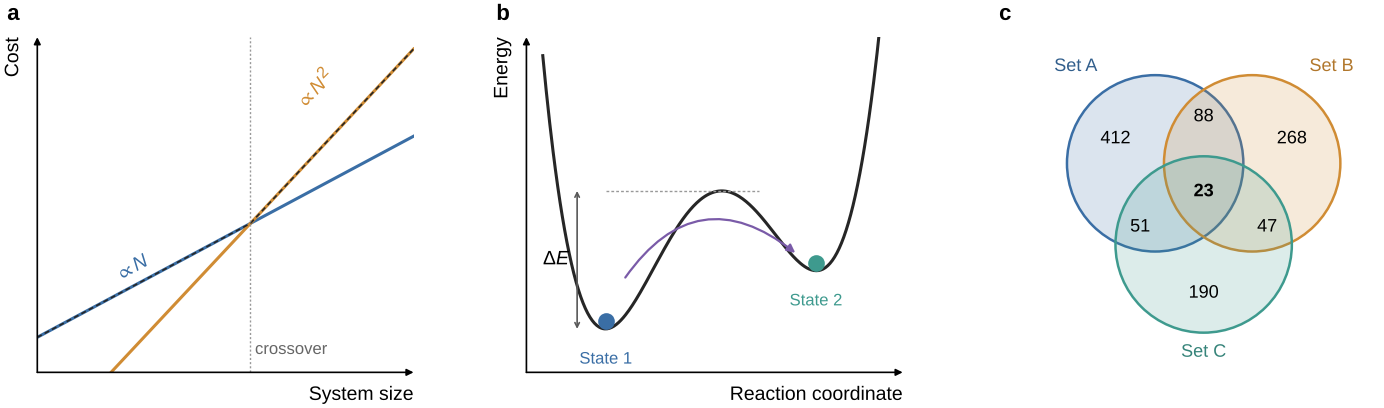 a
Cost
∝ N
∝ N²
crossover
System size
b
Energy
ΔE
State 1
State 2
Reaction coordinate
c
Set A
Set B
412
88
268
23
51
47
190
Set C